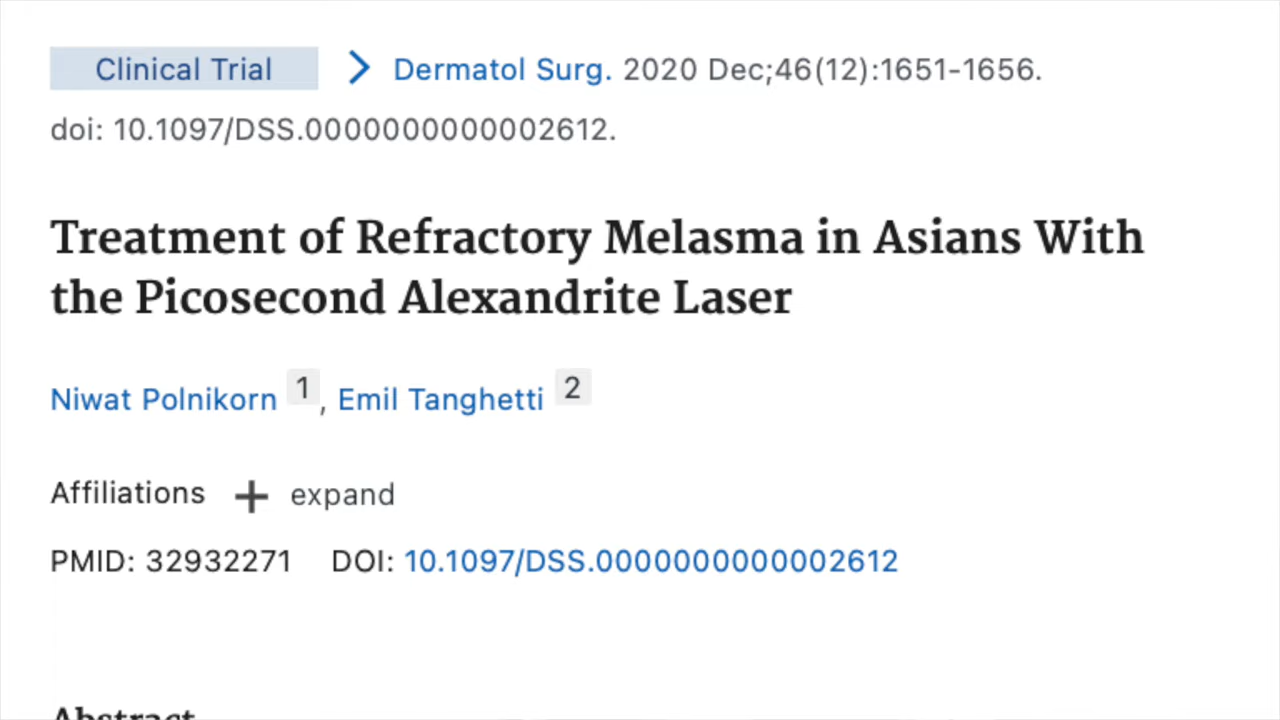 Clinical Trial > Dermatol Surg. 2020 Dec;46(12):1651-1656.
doi: 10.1097/DSS.0000000000002612.
Treatment of Refractory Melasma in Asians With
the Picosecond Alexandrite Laser
Niwat Polnikorn 1, Emil Tanghetti 2
Affiliations + expand
PMID: 32932271 DOI: 10.1097/DSS.0000000000002612
Abstract